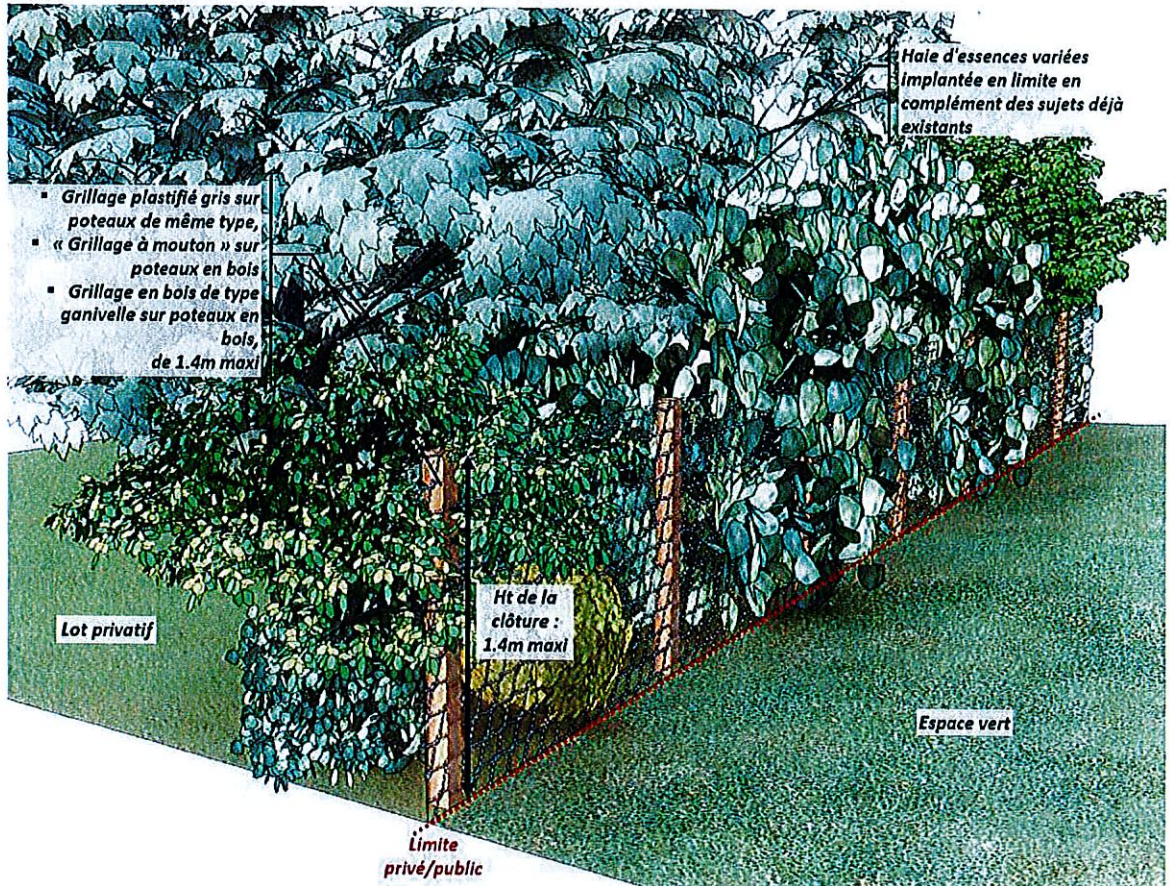 Haie d'essences variées
implantée en limite en
complément des sujets déjà
existants
▪ Grillage plastifié gris sur
poteaux de même type,
▪ « Grillage à mouton » sur
poteaux en bois
▪ Grillage en bois de type
ganivelle sur poteaux en
bois,
de 1.4m maxi
Ht de la
clôture :
1.4m maxi
Lot privatif
Espace vert
Limite
privé/public